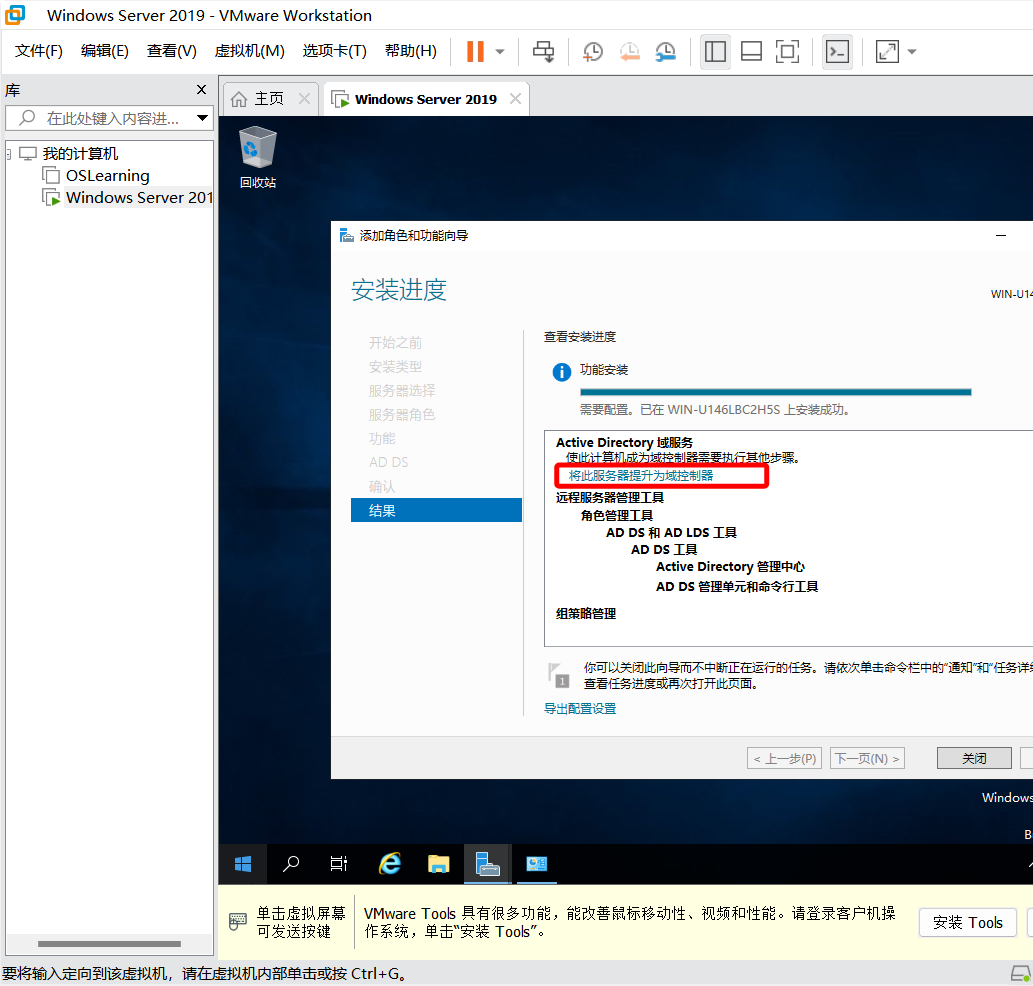 Windows Server 2019 - VMware Workstation
文件(F) 编辑(E) 查看(V) 虚拟机(M) 选项卡(T) 帮助(H)
库
在此处键入内容进...
我的计算机
OSLearning
Windows Server 201
主页
Windows Server 2019
回收站
添加角色和功能向导
安装进度
WIN-U14
开始之前
安装类型
服务器选择
服务器角色
功能
AD DS
确认
结果
查看安装进度
功能安装
需要配置。已在 WIN-U146LBC2H5S 上安装成功。
Active Directory 域服务
使此计算机成为域控制器需要执行其他步骤。
将此服务器提升为域控制器
远程服务器管理工具
角色管理工具
AD DS 和 AD LDS 工具
AD DS 工具
Active Directory 管理中心
AD DS 管理单元和命令行工具
组策略管理
1
你可以关闭此向导而不中断正在运行的任务。请依次单击命令栏中的"通知"和"任务详细
查看任务进度或再次打开此页面。
导出配置设置
< 上一步(P) 下一页(N) > 关闭
Windows
单击虚拟屏幕
可发送按键
VMware Tools 具有很多功能，能改善鼠标移动性、视频和性能。请登录客户机操
作系统，单击“安装 Tools”。
安装 Tools
要将输入定向到该虚拟机，请在虚拟机内部单击或按 Ctrl+G。